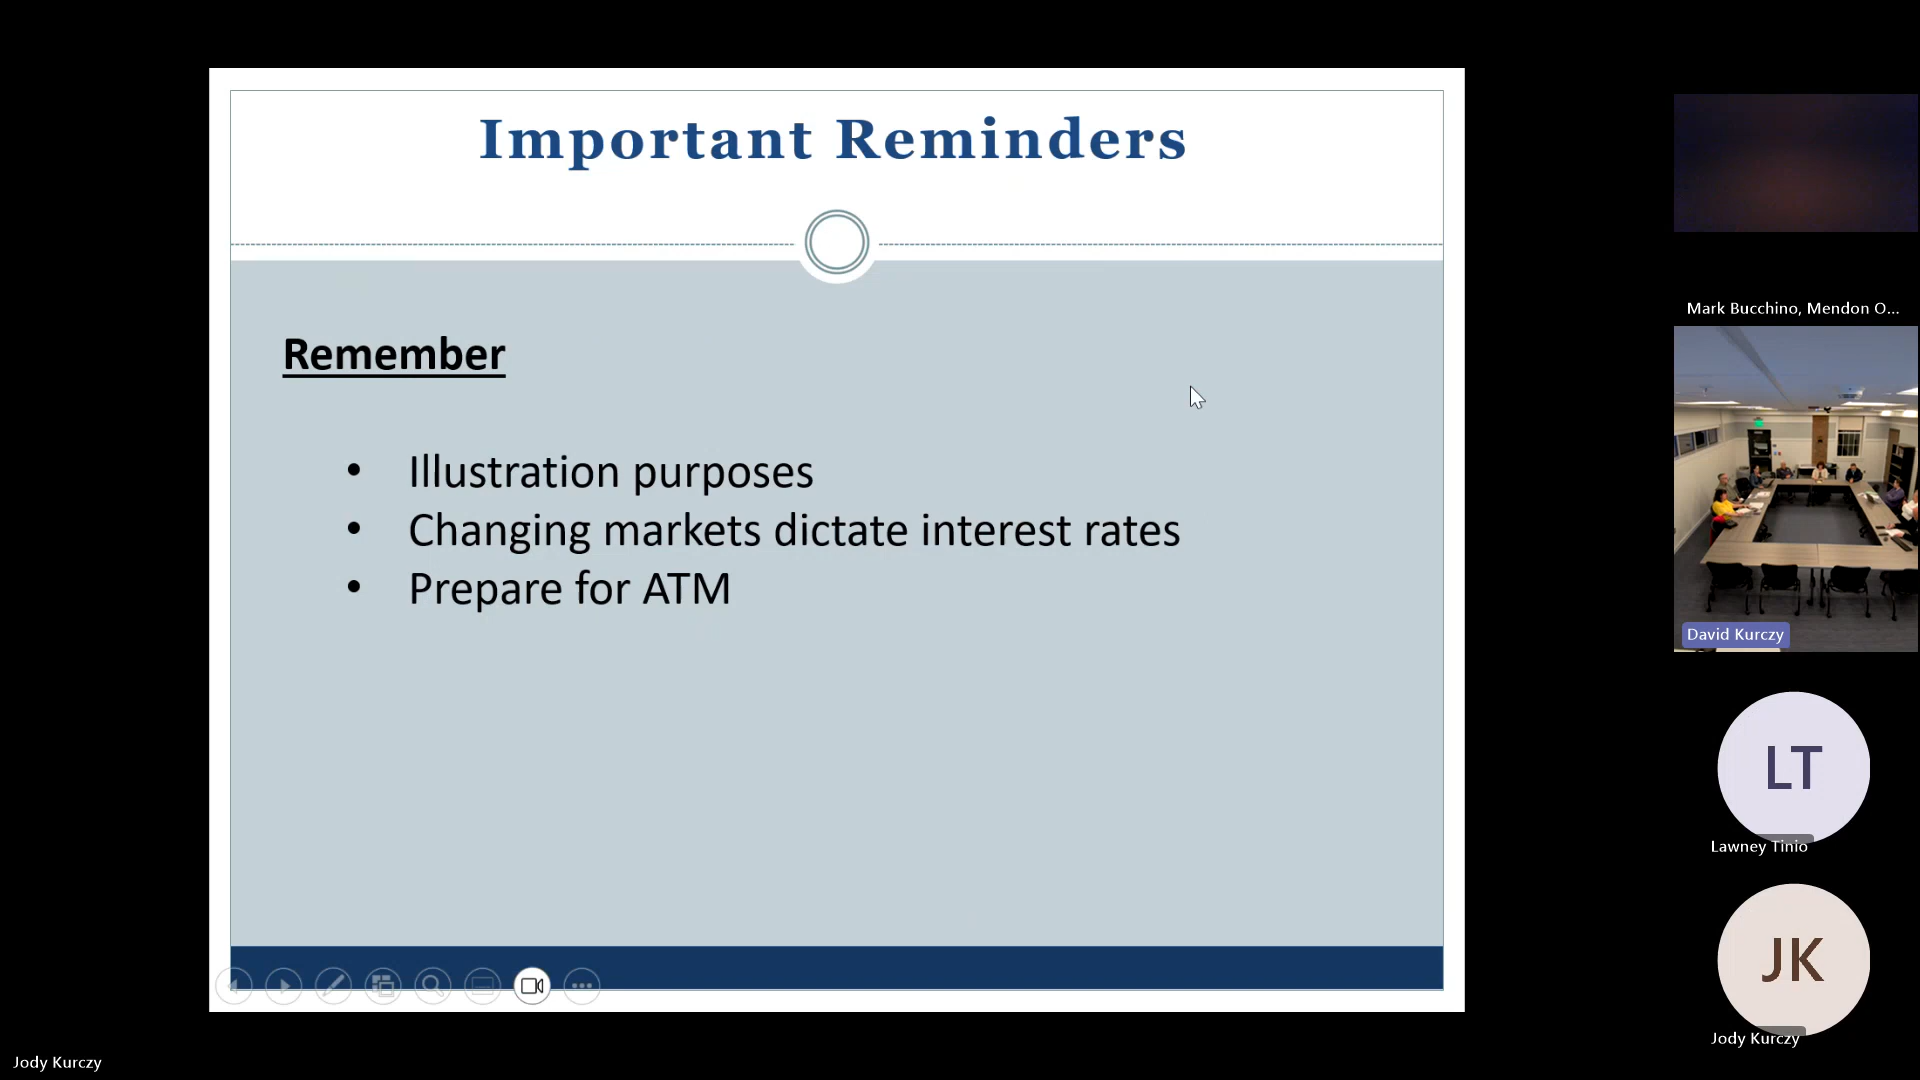 Important Reminders
Remember
• Illustration purposes
• Changing markets dictate interest rates
• Prepare for ATM
Mark Bucchino, Mendon O...
David Kurczy
LT
Lawney Tinio
JK
Jody Kurczy
Jody Kurczy